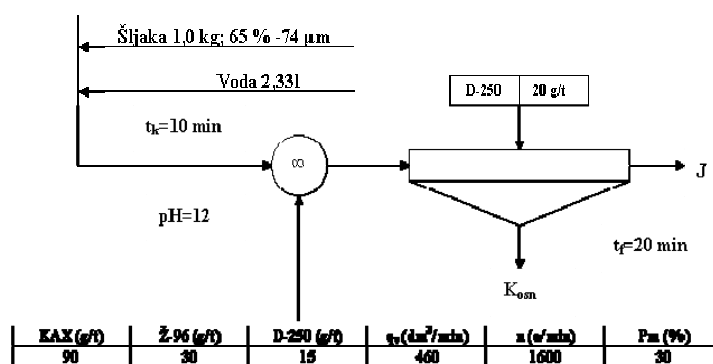 Šljaka 1,0 kg; 65 % -74 µm
Voda 2,33l
D-250 20 g/t
tk=10 min
∞
J
pH=12
tf=20 min
Kosn
KAX (g/t) Ž-96 (g/t) D-250 (g/t) qv (dm³/min) n (o/min) Pm (%)
90 30 15 460 1600 30